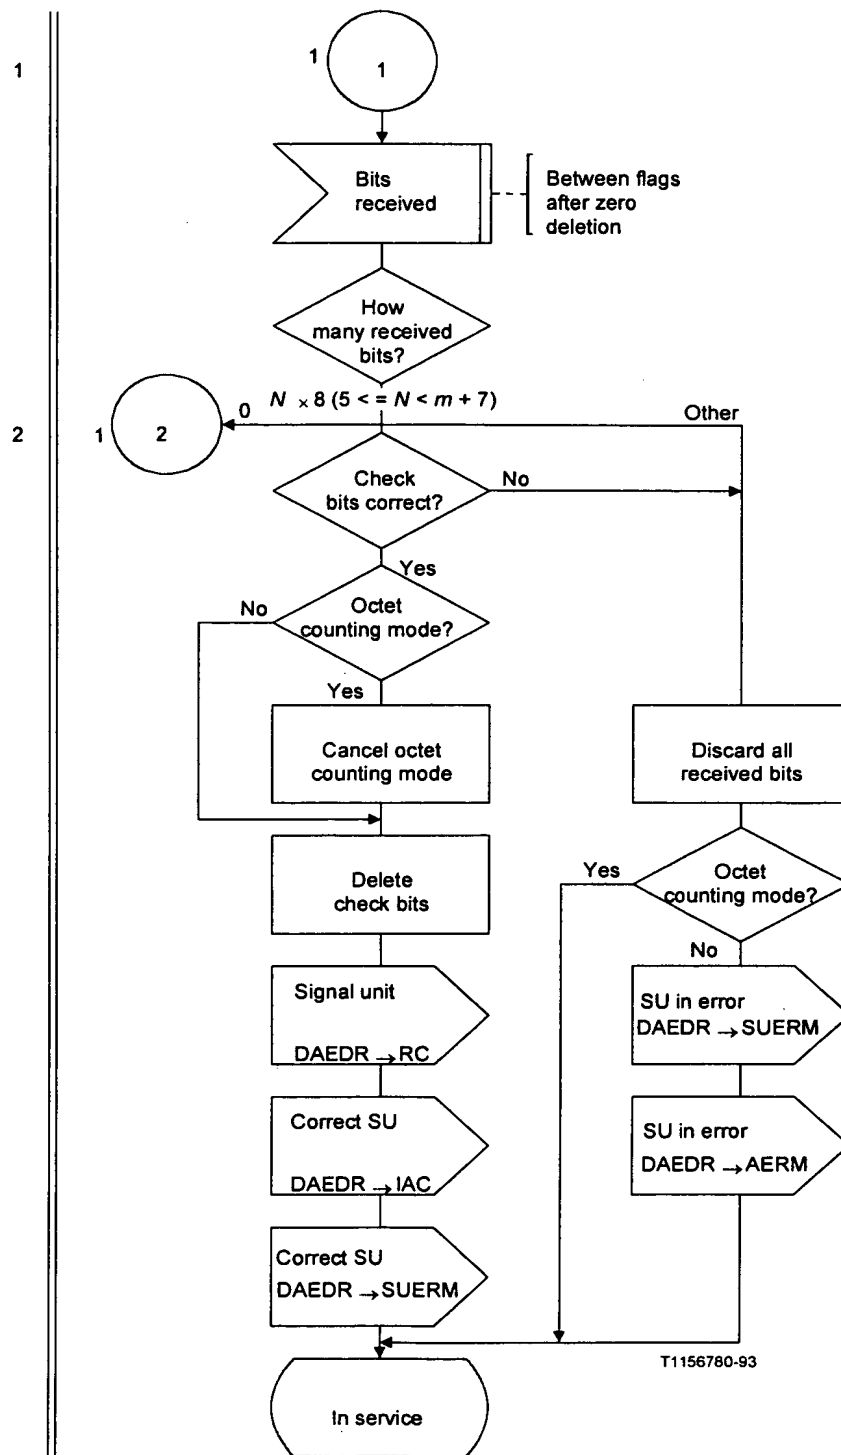 1
1
1
Bits
received
Between flags
after zero
deletion
How
many received
bits?
N × 8 (5 < = N < m + 7)
0
Other
2
1
2
Check
bits correct?
No
Yes
No
Octet
counting mode?
Yes
Cancel octet
counting mode
Discard all
received bits
Delete
check bits
Yes
Octet
counting mode?
No
Signal unit
DAEDR → RC
SU in error
DAEDR → SUERM
Correct SU
DAEDR → IAC
SU in error
DAEDR → AERM
Correct SU
DAEDR → SUERM
T1156780-93
In service